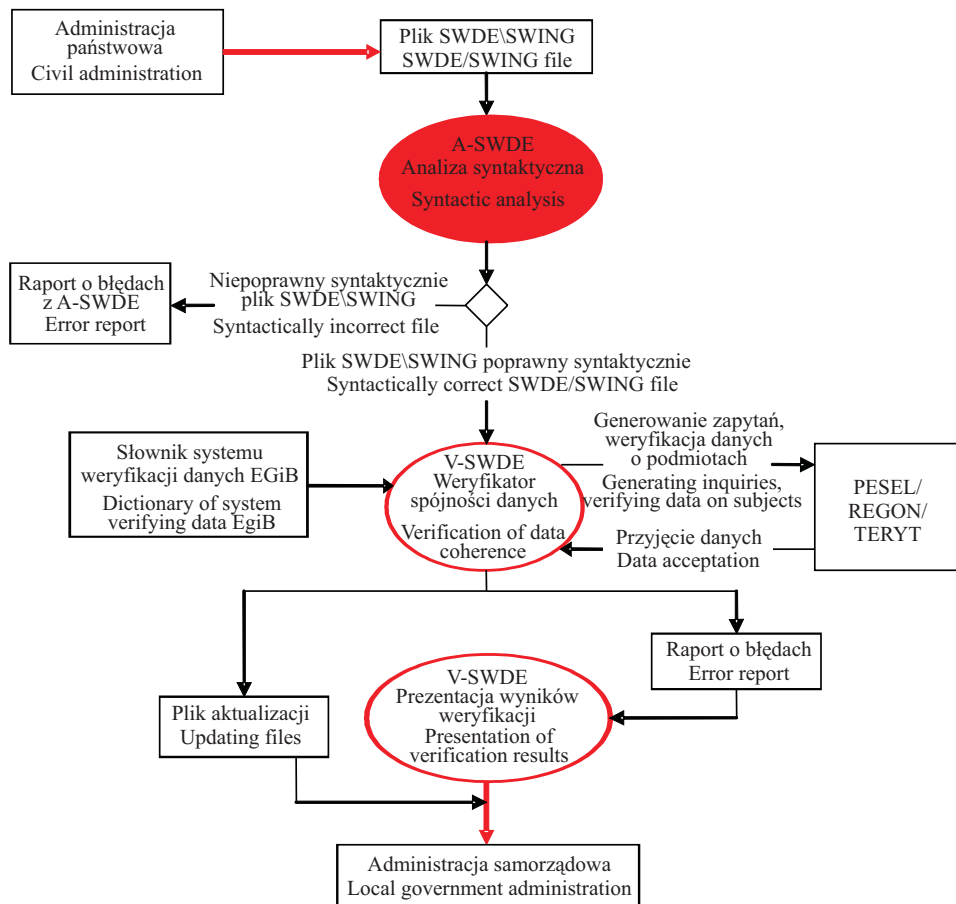 Administracja
państwowa
Civil administration
Plik SWDE\SWING
SWDE/SWING file
A-SWDE
Analiza syntaktyczna
Syntactic analysis
Raport o błędach
z A-SWDE
Error report
Niepoprawny syntaktycznie
plik SWDE\SWING
Syntactically incorrect file
Plik SWDE\SWING poprawny syntaktycznie
Syntactically correct SWDE/SWING file
Słownik systemu
weryfikacji danych EGiB
Dictionary of system
verifying data EgiB
V-SWDE
Weryfikator
spójności danych
Verification of data
coherence
Generowanie zapytań,
weryfikacja danych
o podmiotach
Generating inquiries,
verifying data on subjects
Przyjęcie danych
Data acceptation
PESEL/
REGON/
TERYT
Raport o błędach
Error report
V-SWDE
Prezentacja wyników
weryfikacji
Presentation of
verification results
Plik aktualizacji
Updating files
Administracja samorządowa
Local government administration